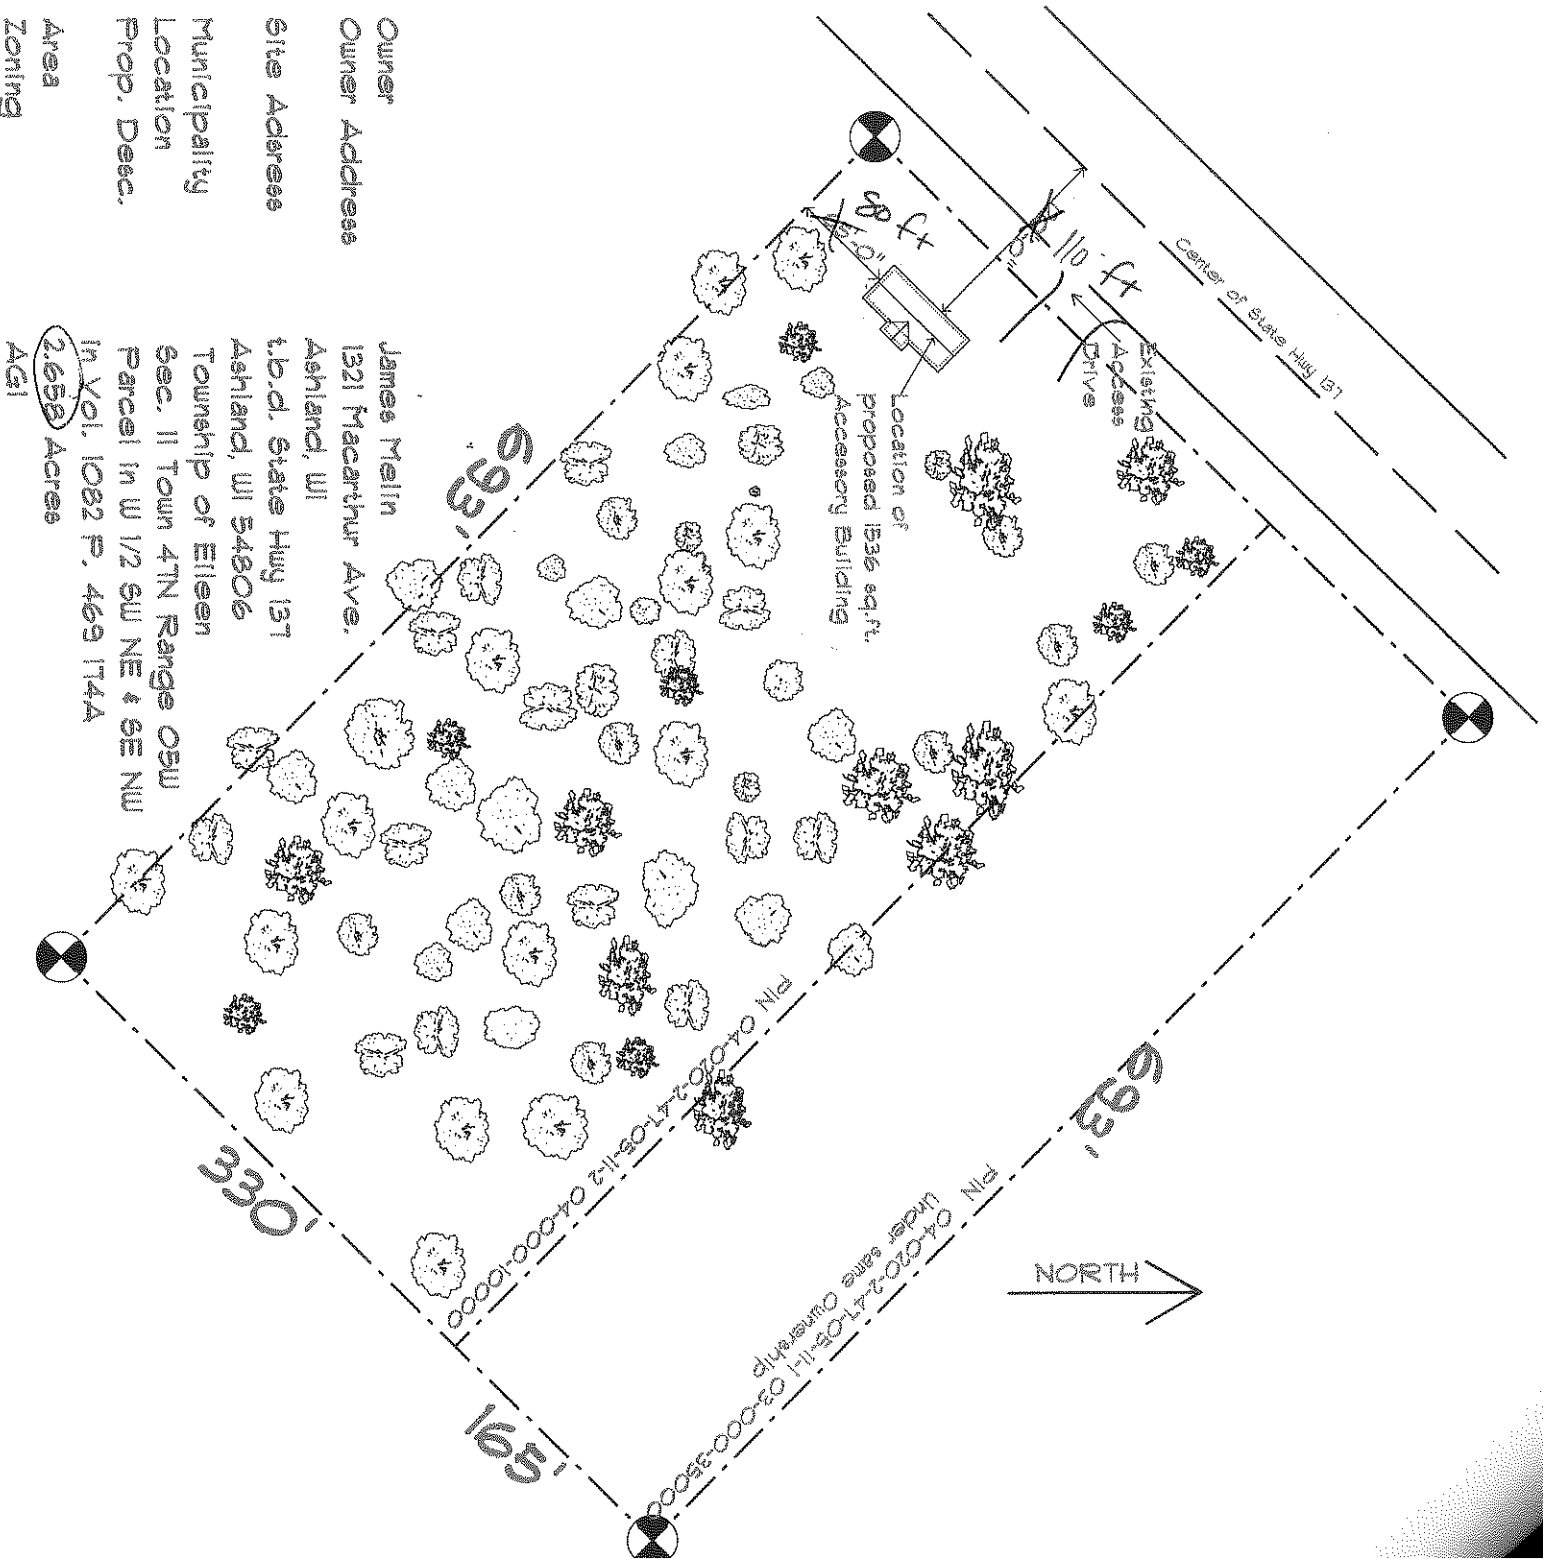 Owner James Melin
Owner Address 1321 Macarthur Ave.
Ashland, WI
Site Address t.b.d. State Hwy 137
Ashland, WI 54806
Municipality Township of Eileen
Location Sec. 11 Town 47N Range 05W
Prop. Desc. Parcel in W 1/2 SW NE & SE NW
in Vol. 1082 P. 469 174A
Area 2.658 Acres
Zoning AG1
Center of State Hwy 137
110 ft
80 ft
Existing
Access
Drive
Location of
proposed 1536 sq.ft.
Accessory Building
693'
693'
330'
165'
PIN 04-020-2-47-05-11-2 04-000-10000
PIN 04-020-2-47-05-11-1 03-000-35000
Under same Ownership
NORTH